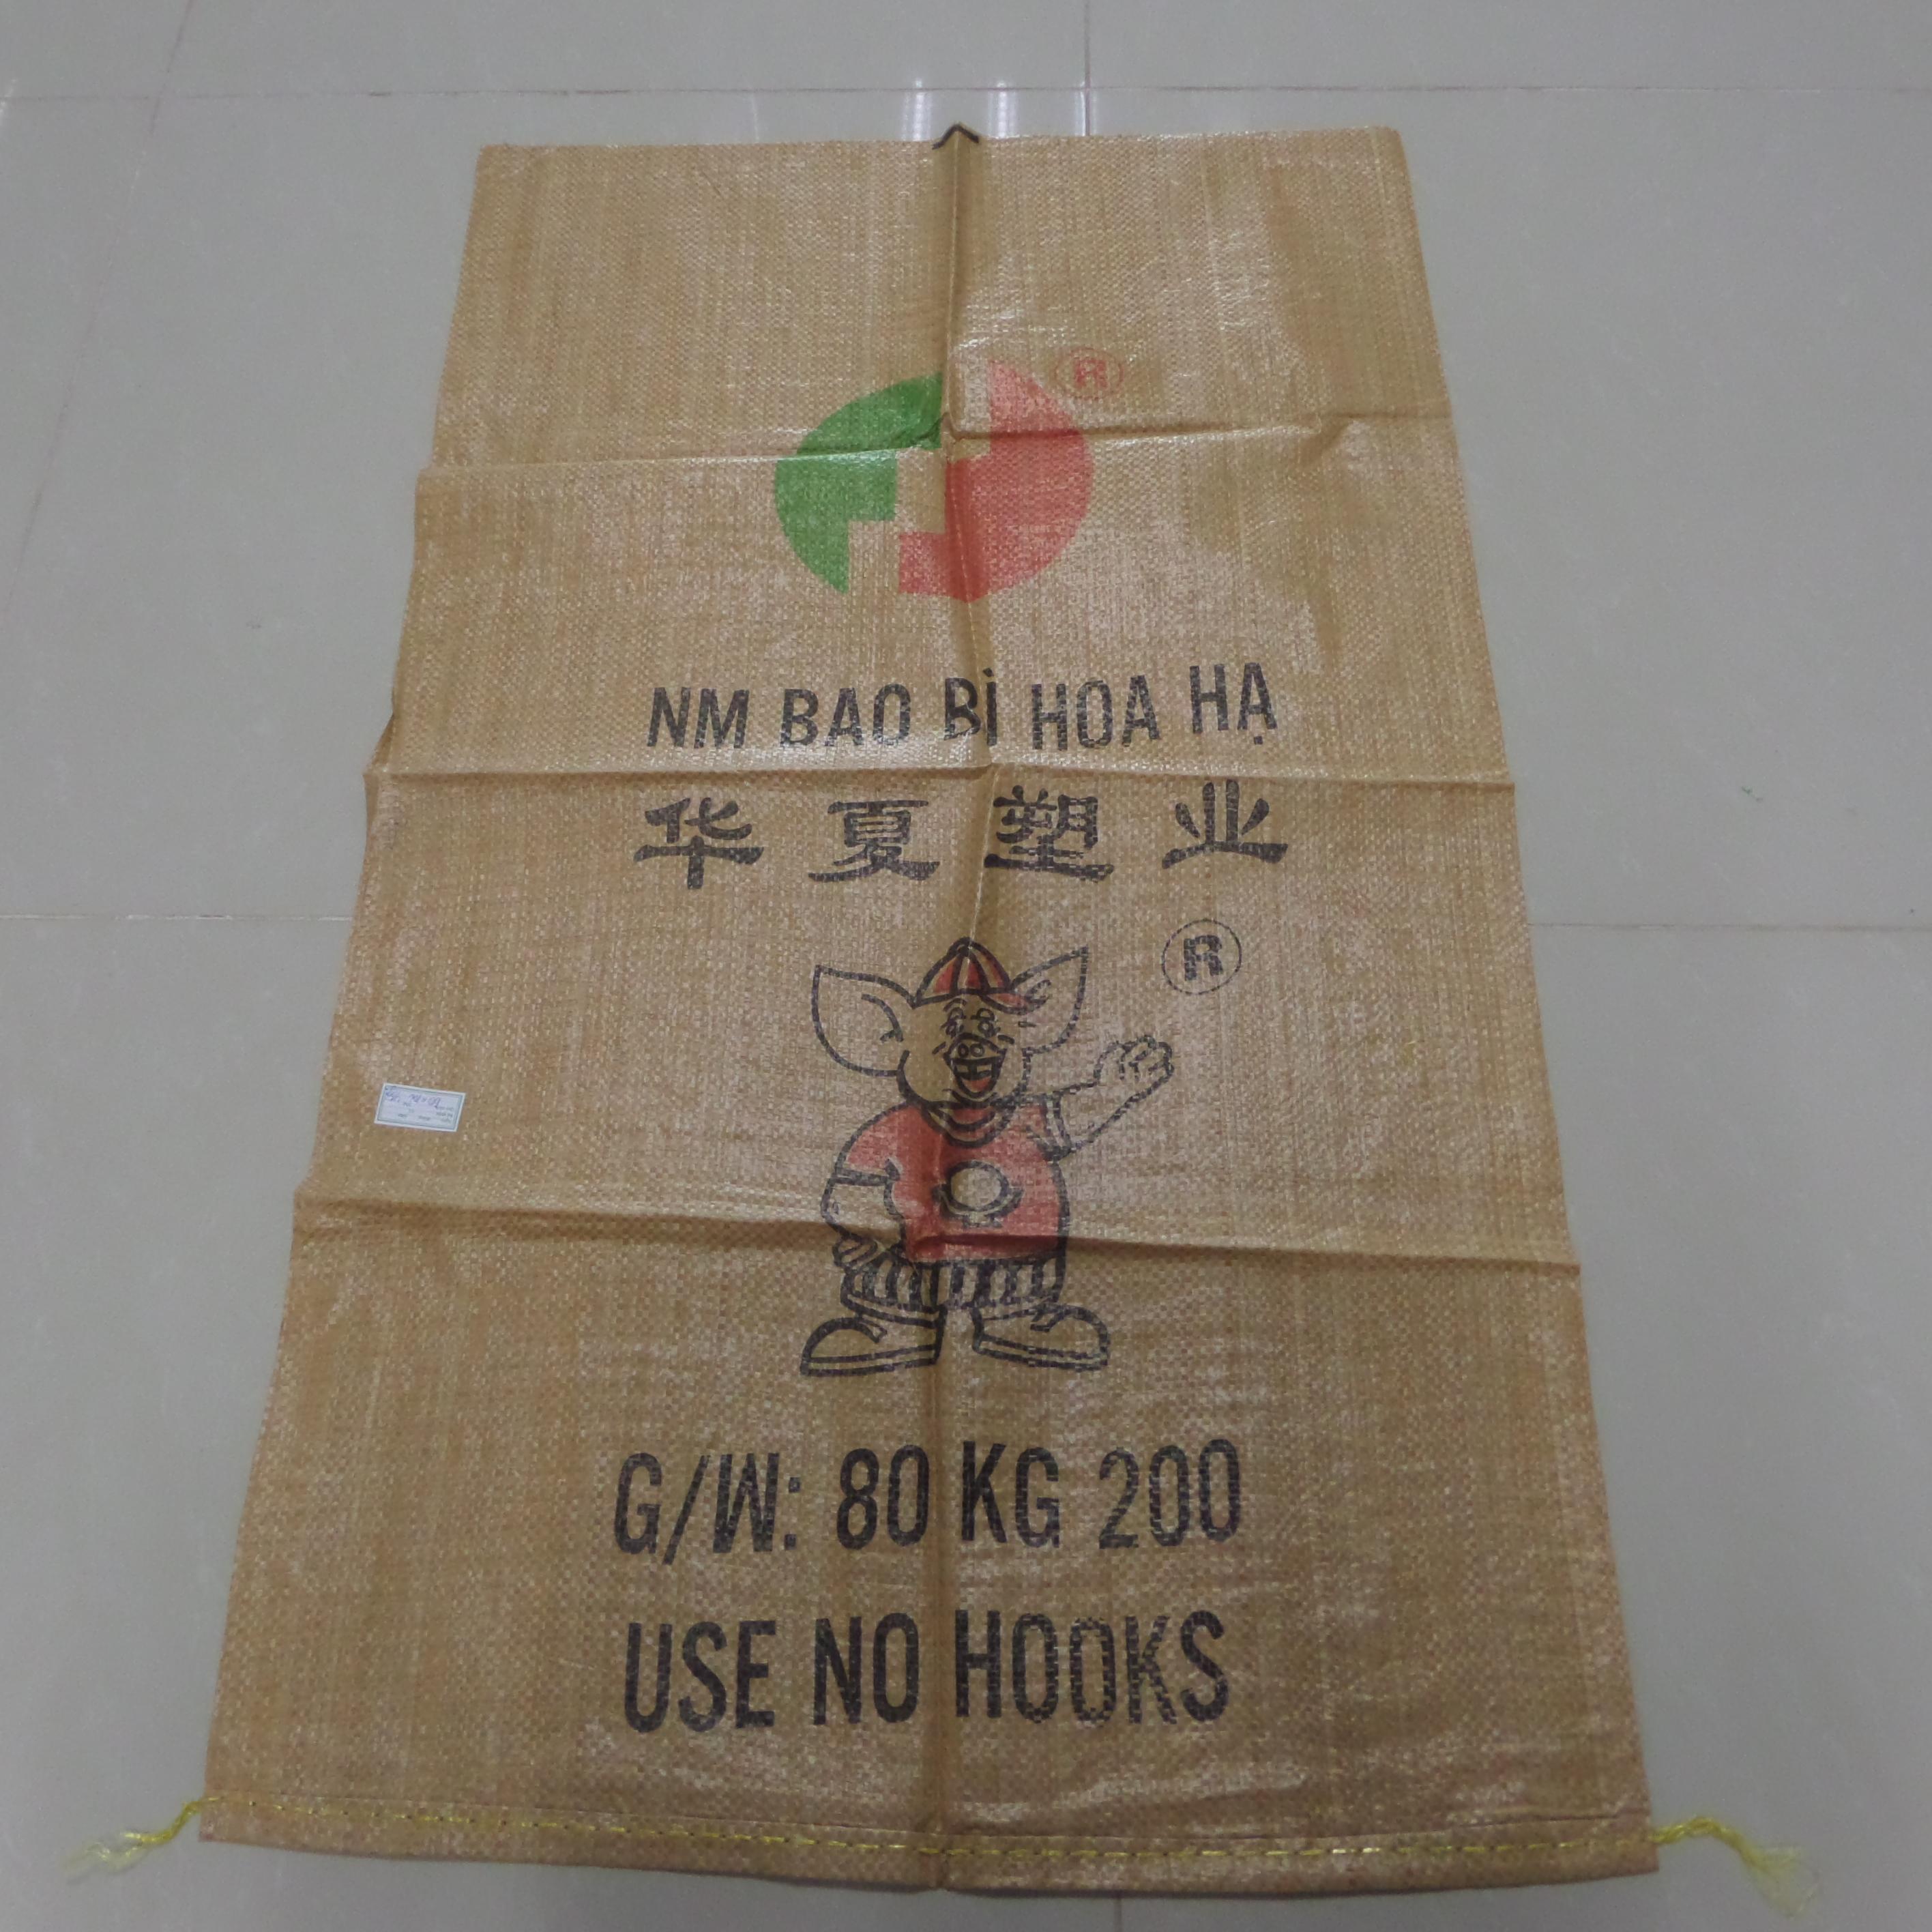 ®
NM BAO BÌ HOA HẠ
华夏塑业
®
G/W: 80 KG 200
USE NO HOOKS